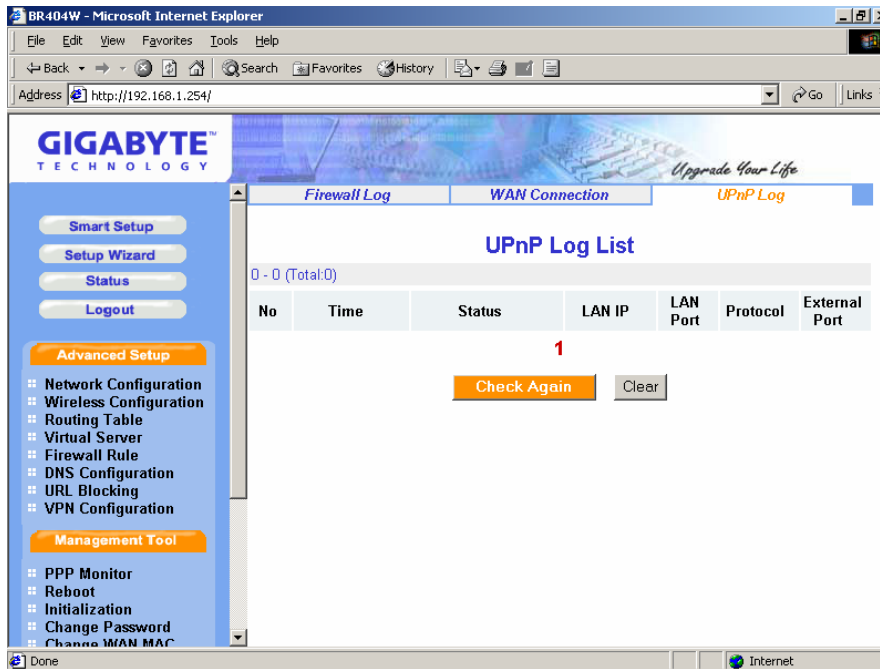 BR404W - Microsoft Internet Explorer
File Edit View Favorites Tools Help
Back Search Favorites History
Address http://192.168.1.254/ Go Links
GIGABYTE™
TECHNOLOGY
Upgrade Your Life
Firewall Log WAN Connection UPnP Log
Smart Setup
Setup Wizard
Status
Logout
Advanced Setup
Network Configuration
Wireless Configuration
Routing Table
Virtual Server
Firewall Rule
DNS Configuration
URL Blocking
VPN Configuration
Management Tool
PPP Monitor
Reboot
Initialization
Change Password
Change WAN MAC
UPnP Log List
0 - 0 (Total:0)
No Time Status LAN IP LAN Port Protocol External Port
1
Check Again Clear
Done Internet